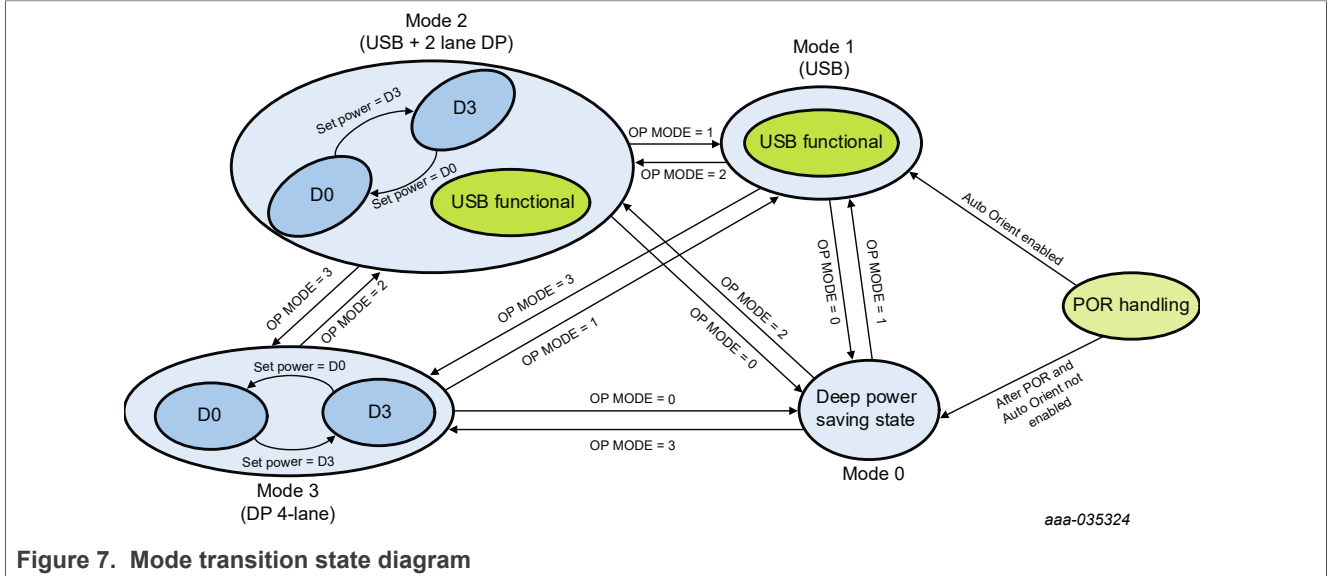 Mode 2
(USB + 2 lane DP)
Mode 1
(USB)
Set power = D3
D3
D0
Set power = D0
USB functional
OP MODE = 1
OP MODE = 2
USB functional
Auto Orient enabled
POR handling
After POR and
Auto Orient not
enabled
OP MODE = 3
OP MODE = 2
OP MODE = 3
OP MODE = 1
OP MODE = 2
OP MODE = 0
OP MODE = 0
OP MODE = 1
Set power = D0
D0
D3
Set power = D3
OP MODE = 0
OP MODE = 3
Deep power
saving state
Mode 0
Mode 3
(DP 4-lane)
aaa-035324
Figure 7. Mode transition state diagram